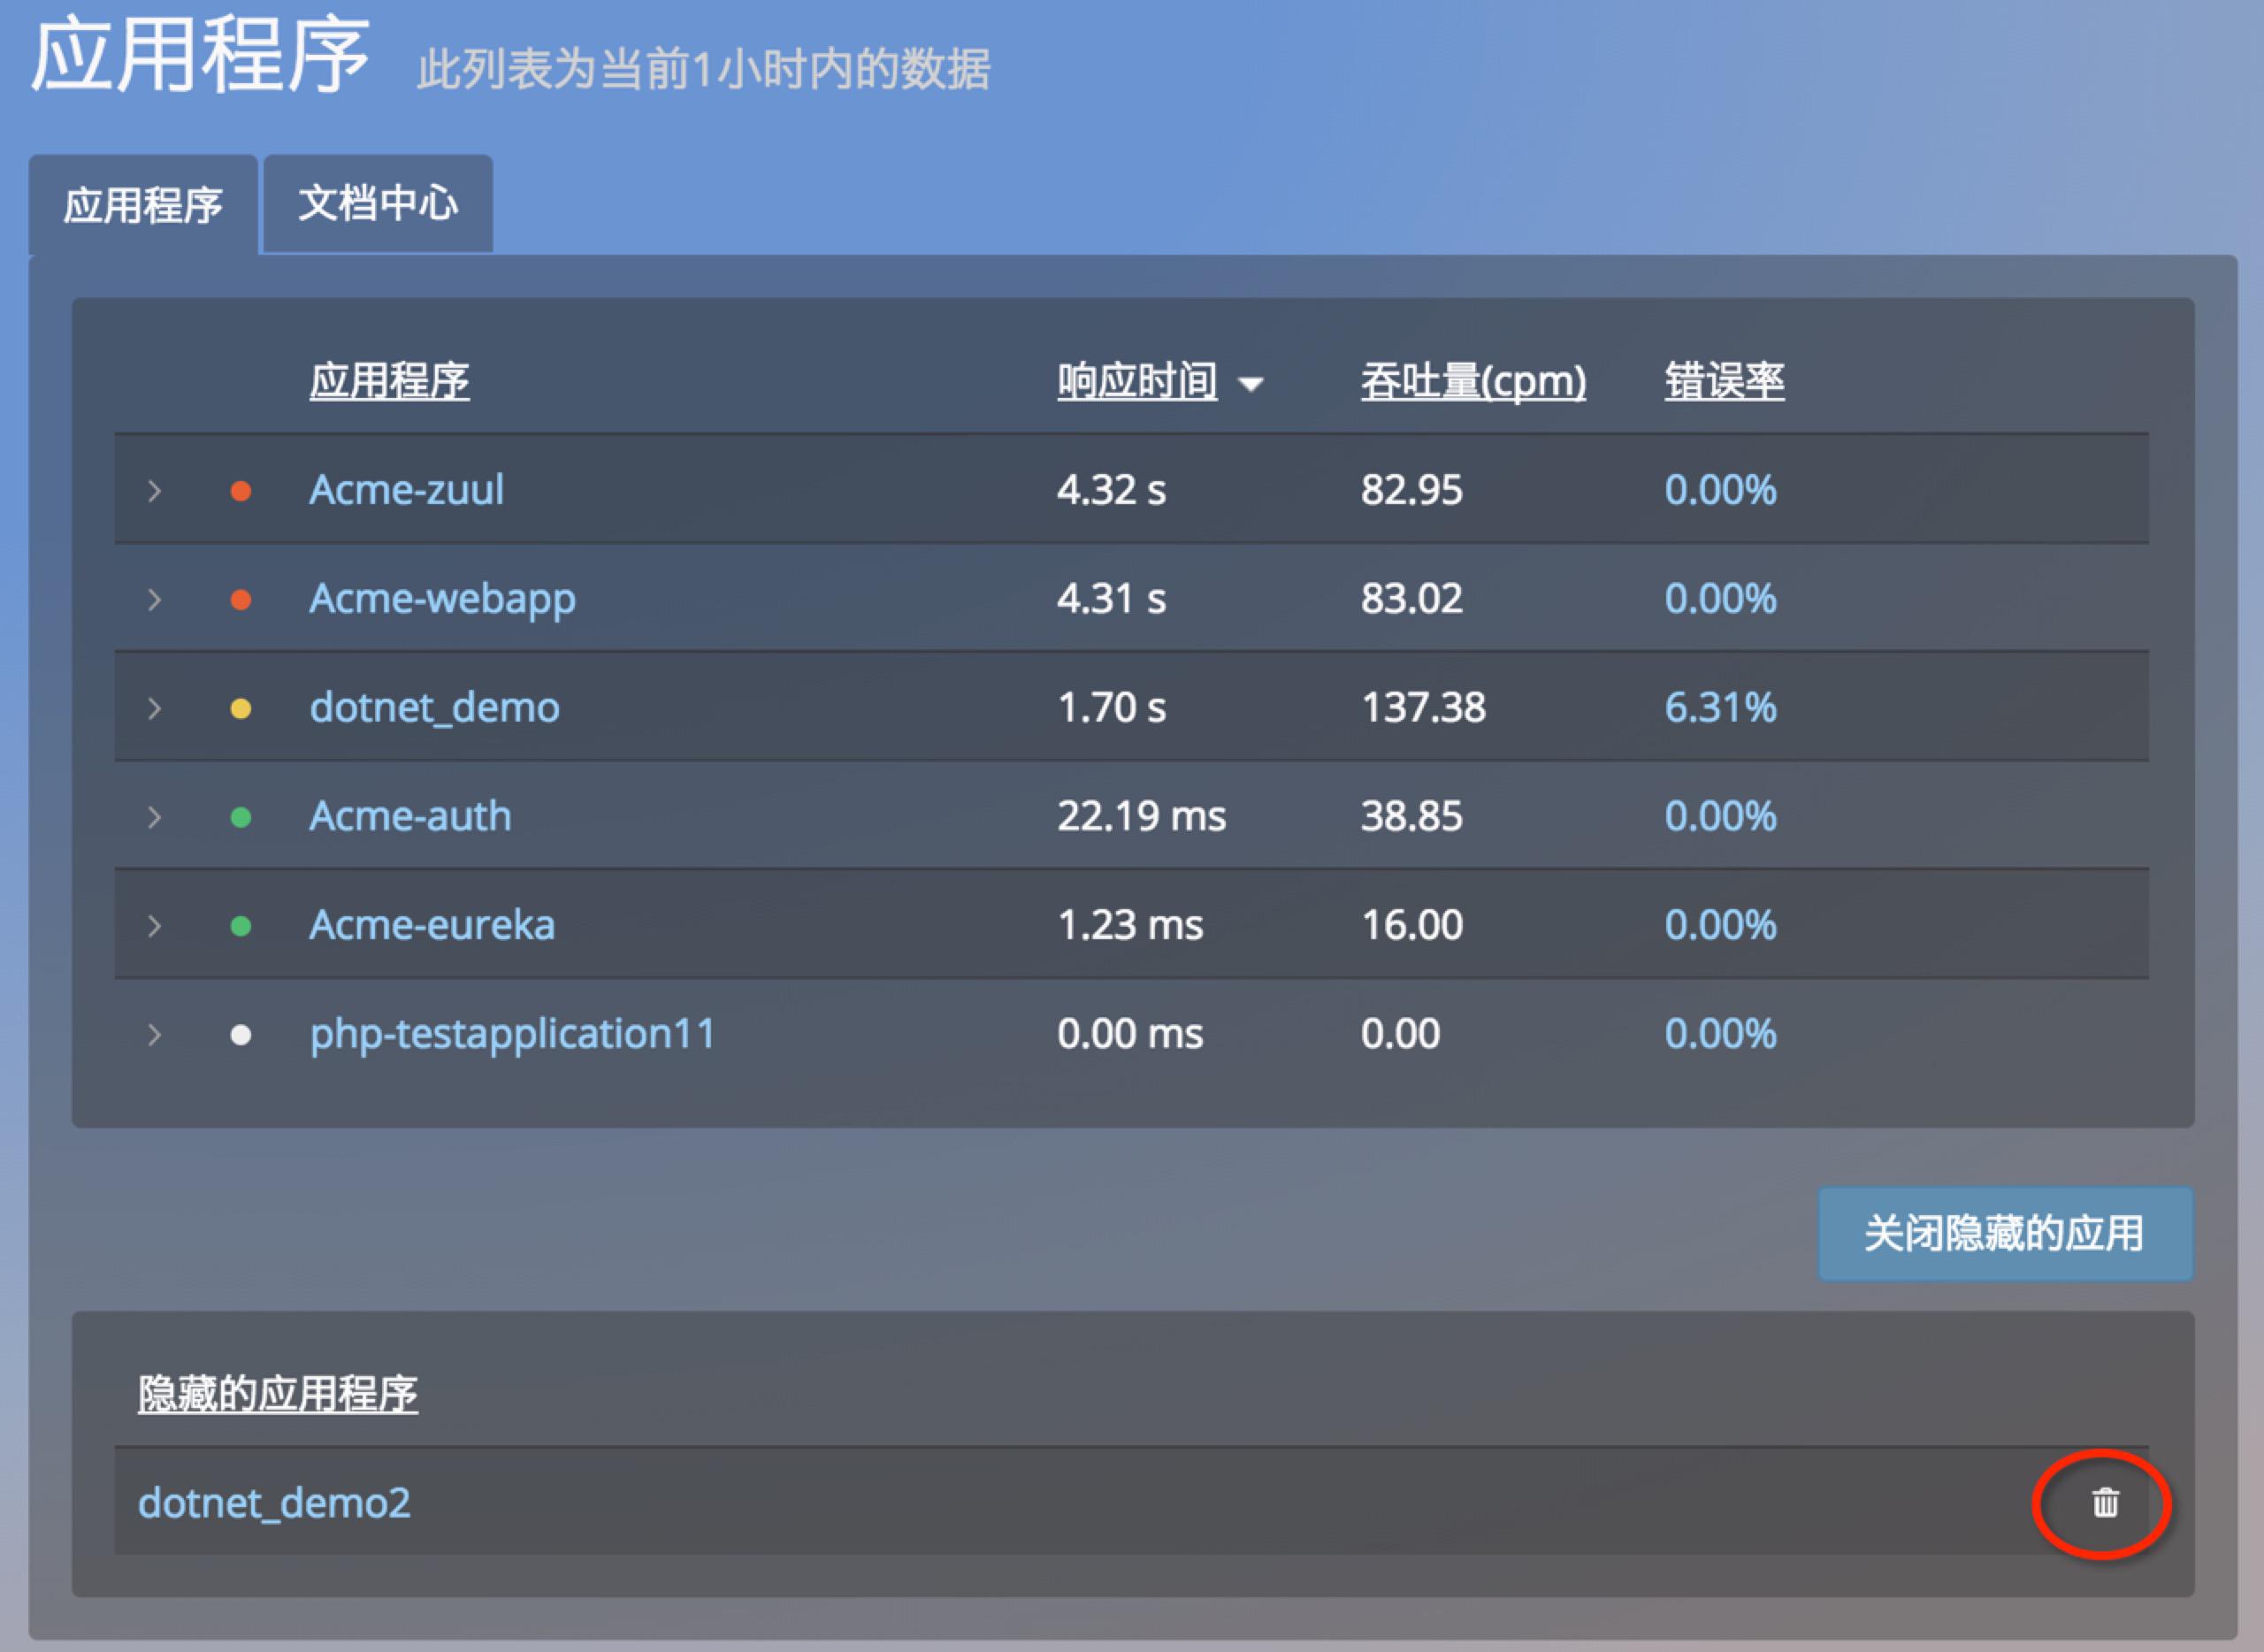 应用程序 此列表为当前1小时内的数据
应用程序 文档中心
应用程序 响应时间 吞吐量(cpm) 错误率
Acme-zuul 4.32 s 82.95 0.00%
Acme-webapp 4.31 s 83.02 0.00%
dotnet_demo 1.70 s 137.38 6.31%
Acme-auth 22.19 ms 38.85 0.00%
Acme-eureka 1.23 ms 16.00 0.00%
php-testapplication11 0.00 ms 0.00 0.00%
关闭隐藏的应用
隐藏的应用程序
dotnet_demo2